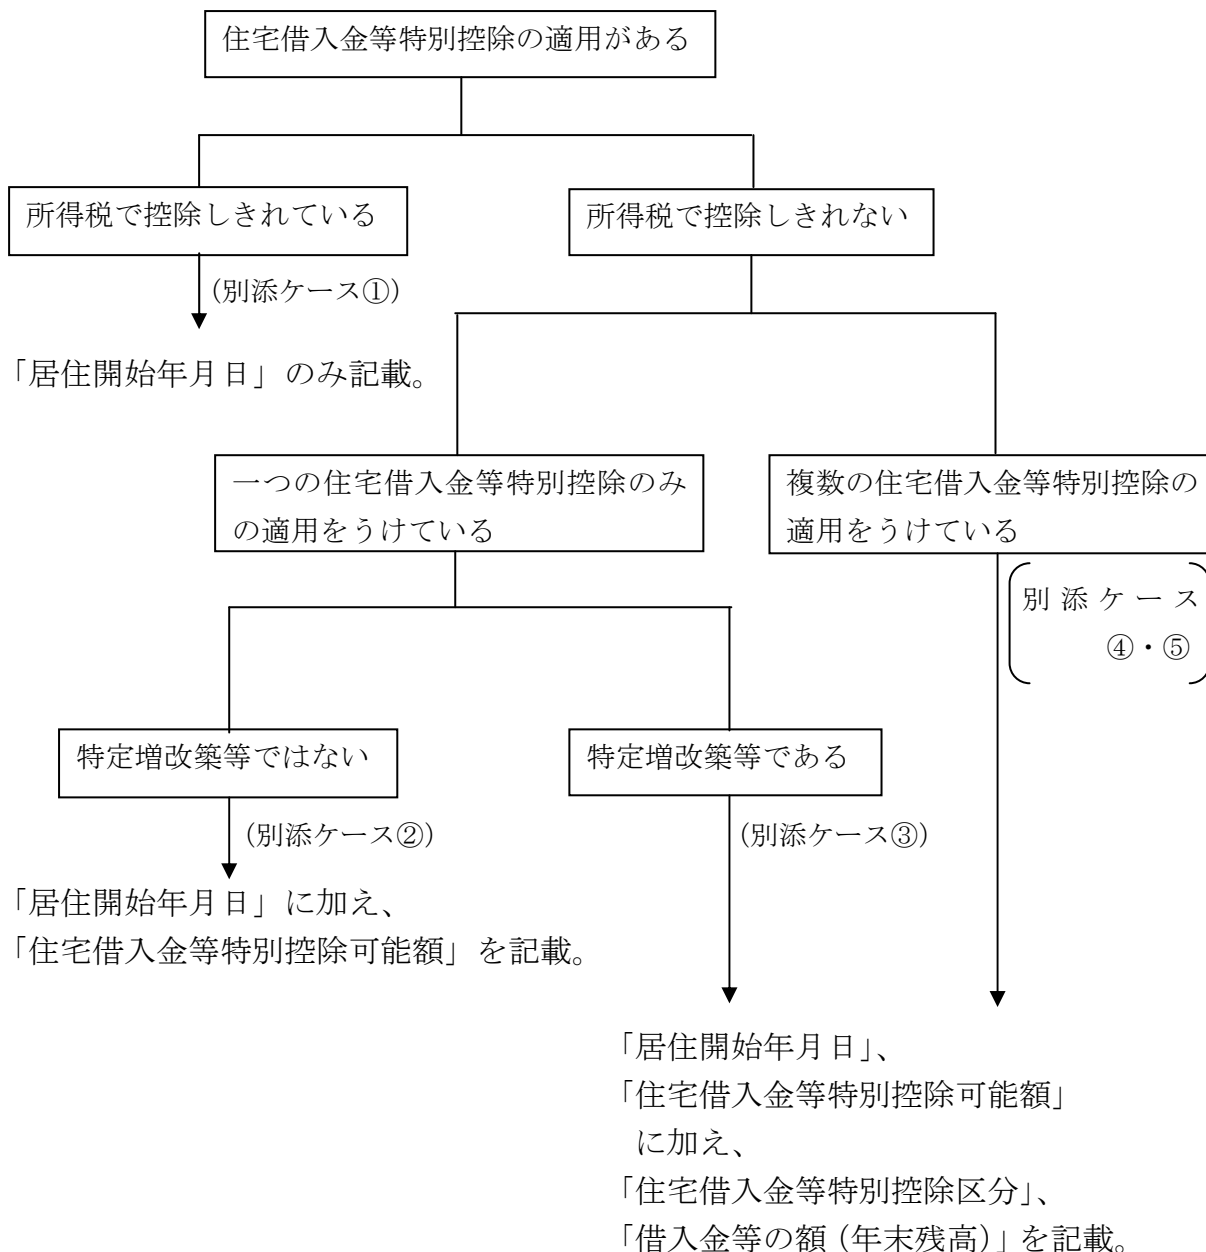 住宅借入金等特別控除の適用がある
所得税で控除しきれている
所得税で控除しきれない
(別添ケース①)
「居住開始年月日」のみ記載。
一つの住宅借入金等特別控除のみ
の適用をうけている
複数の住宅借入金等特別控除の
適用をうけている
別添ケース
④・⑤
特定増改築等ではない
特定増改築等である
(別添ケース②)
(別添ケース③)
「居住開始年月日」に加え、
「住宅借入金等特別控除可能額」を記載。
「居住開始年月日」、
「住宅借入金等特別控除可能額」
に加え、
「住宅借入金等特別控除区分」、
「借入金等の額(年末残高)」を記載。